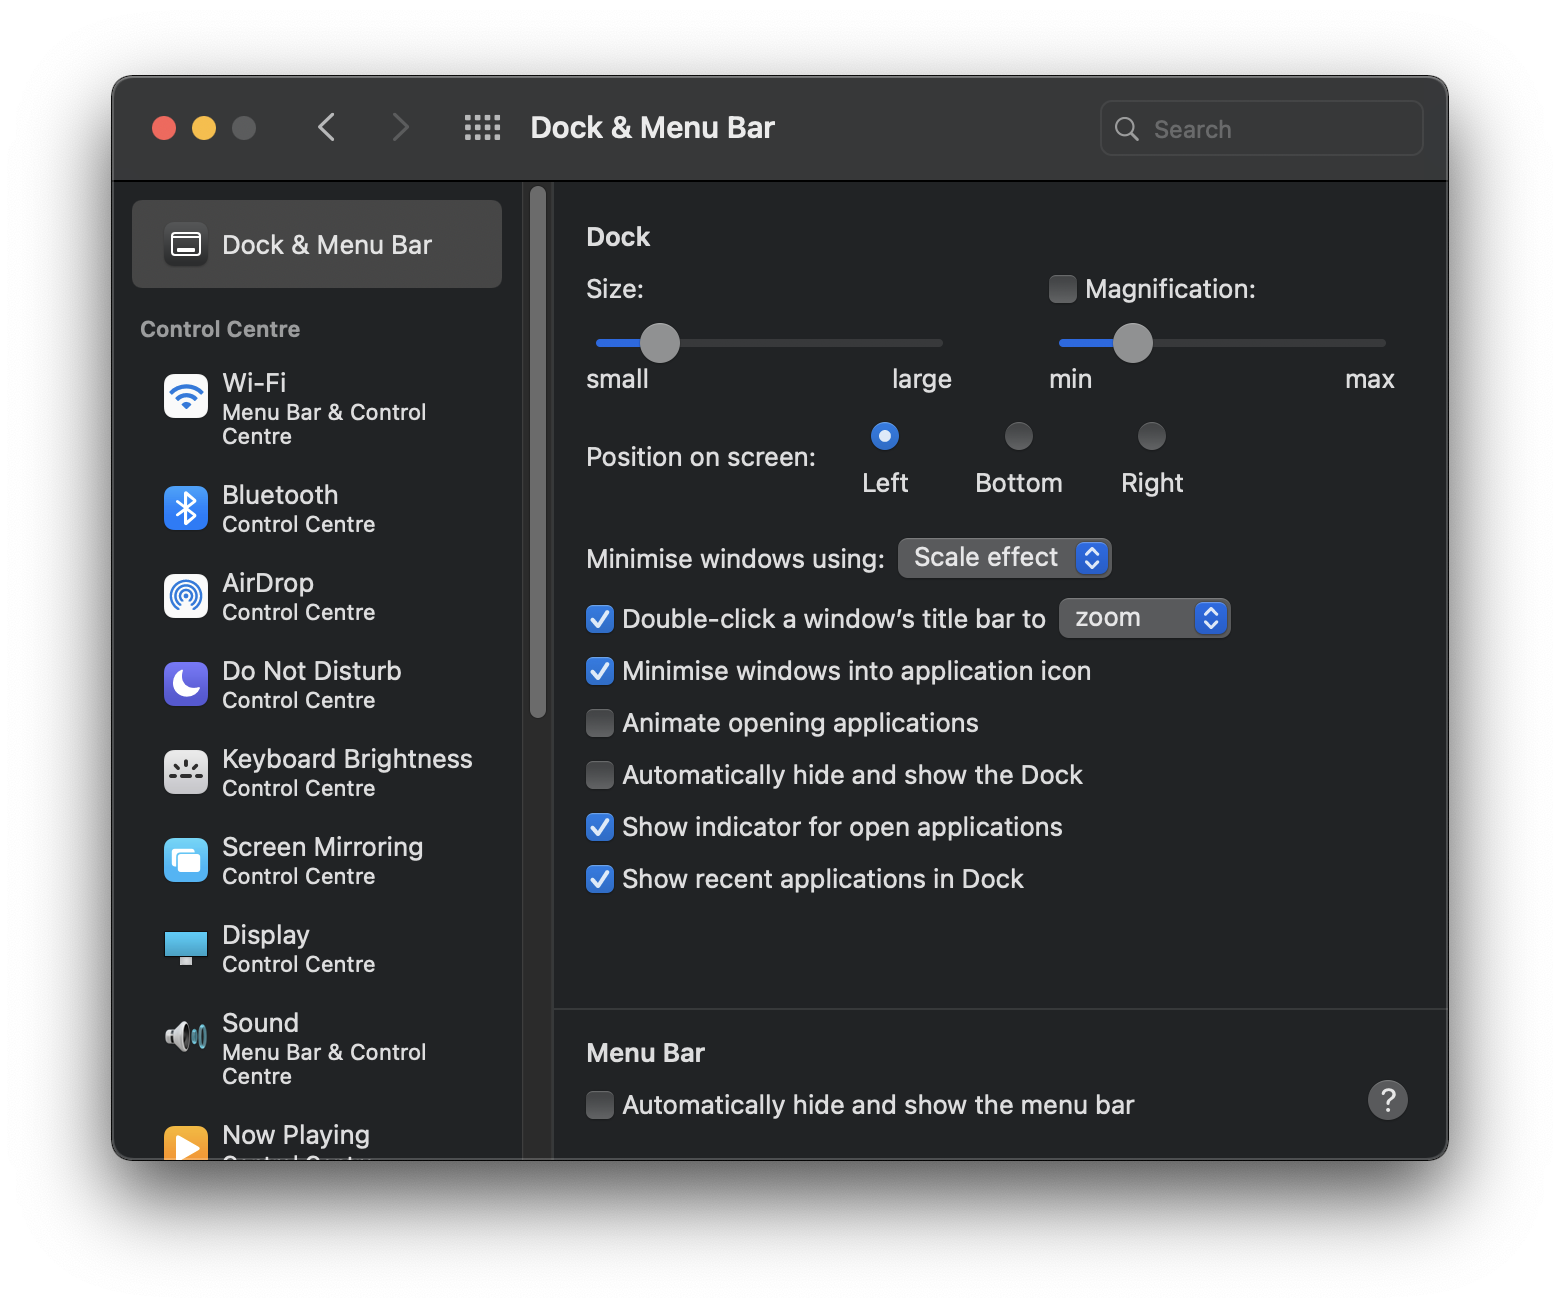 Dock & Menu Bar
Search
Dock & Menu Bar
Control Centre
Wi-Fi
Menu Bar & Control
Centre
Bluetooth
Control Centre
AirDrop
Control Centre
Do Not Disturb
Control Centre
Keyboard Brightness
Control Centre
Screen Mirroring
Control Centre
Display
Control Centre
Sound
Menu Bar & Control
Centre
Now Playing
Dock
Size:
small large
Magnification:
min max
Position on screen:
Left Bottom Right
Minimise windows using: Scale effect
Double-click a window’s title bar to zoom
Minimise windows into application icon
Animate opening applications
Automatically hide and show the Dock
Show indicator for open applications
Show recent applications in Dock
Menu Bar
Automatically hide and show the menu bar
?